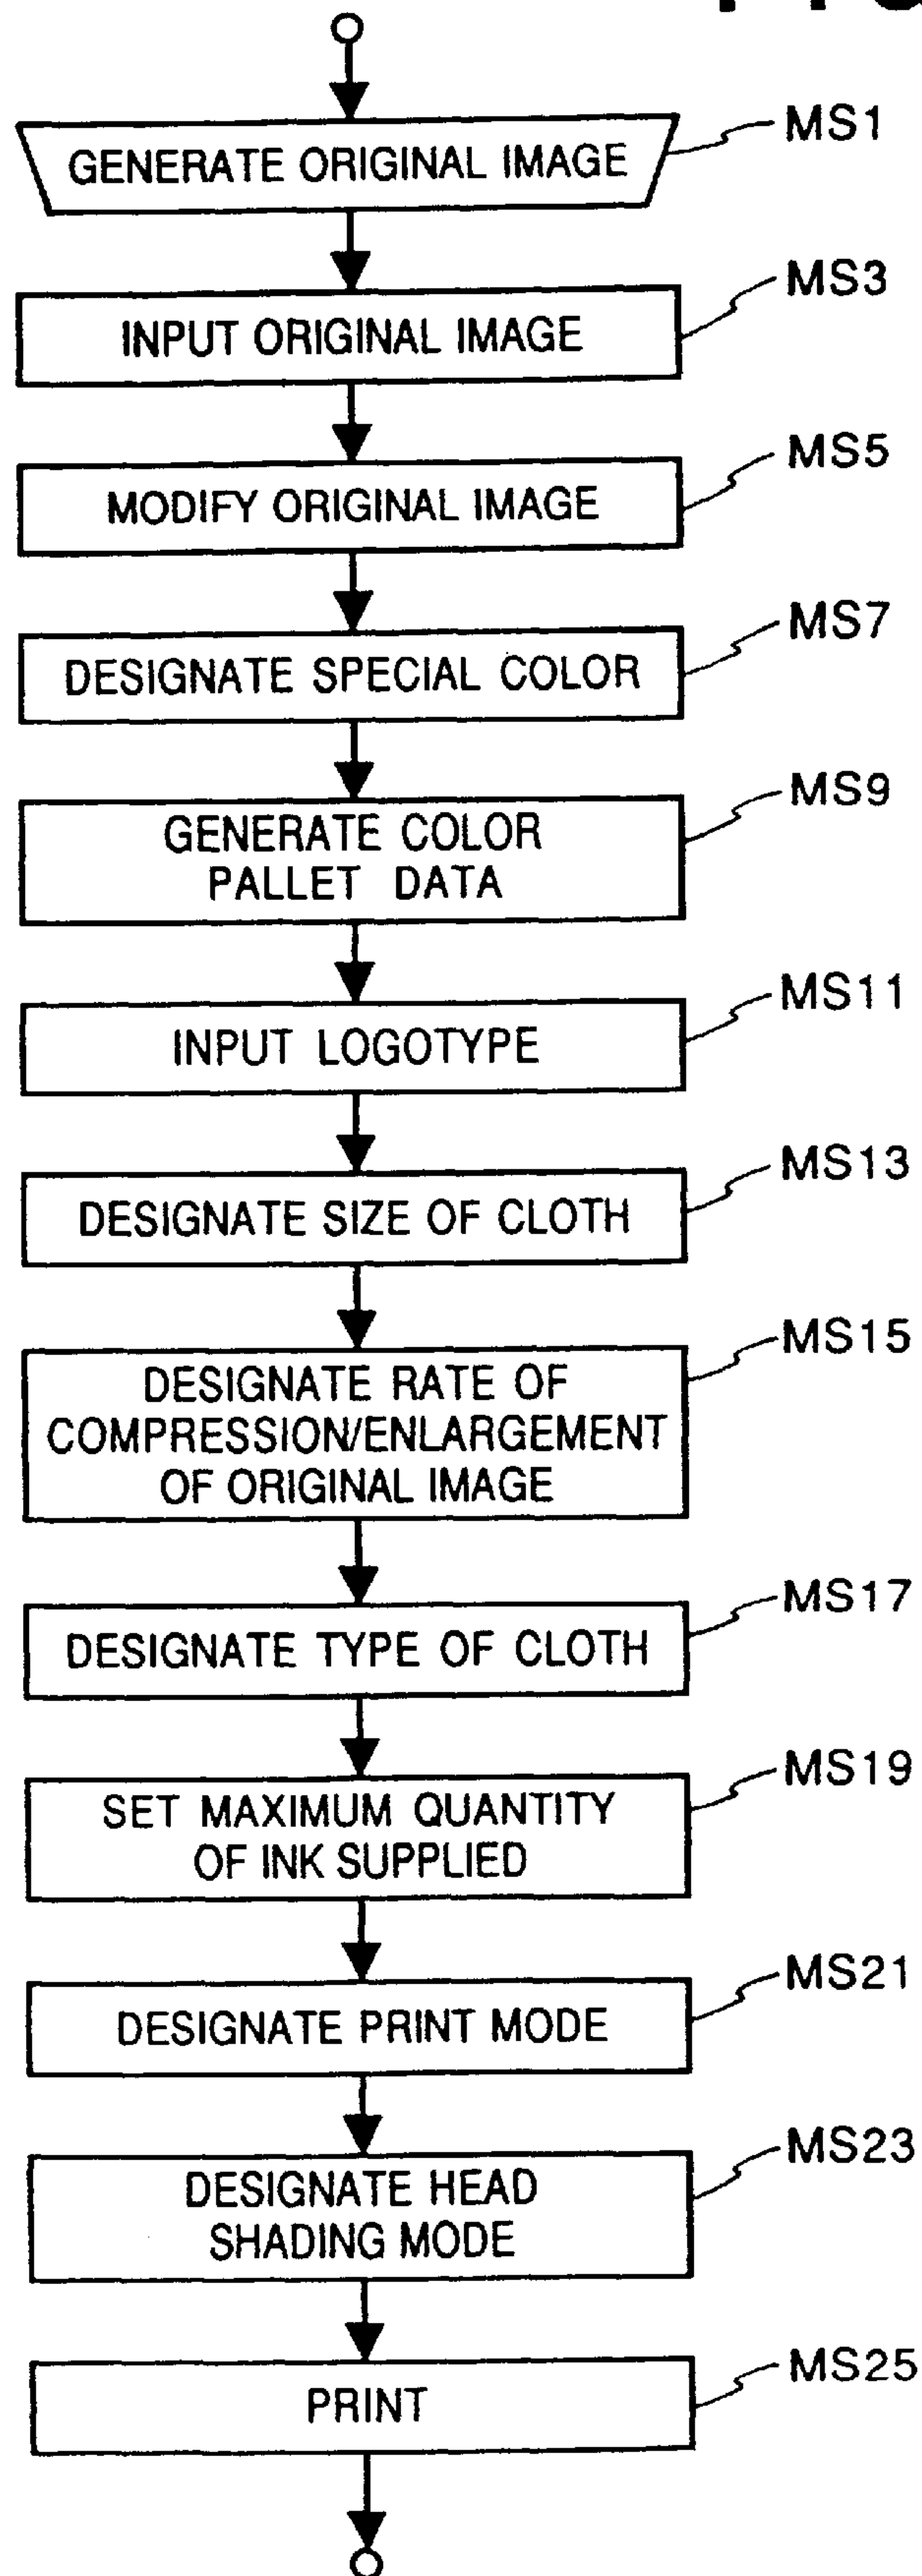 MS1
GENERATE ORIGINAL IMAGE
MS3
INPUT ORIGINAL IMAGE
MS5
MODIFY ORIGINAL IMAGE
MS7
DESIGNATE SPECIAL COLOR
MS9
GENERATE COLOR
PALLET DATA
MS11
INPUT LOGOTYPE
MS13
DESIGNATE SIZE OF CLOTH
MS15
DESIGNATE RATE OF
COMPRESSION/ENLARGEMENT
OF ORIGINAL IMAGE
MS17
DESIGNATE TYPE OF CLOTH
MS19
SET MAXIMUM QUANTITY
OF INK SUPPLIED
MS21
DESIGNATE PRINT MODE
MS23
DESIGNATE HEAD
SHADING MODE
MS25
PRINT